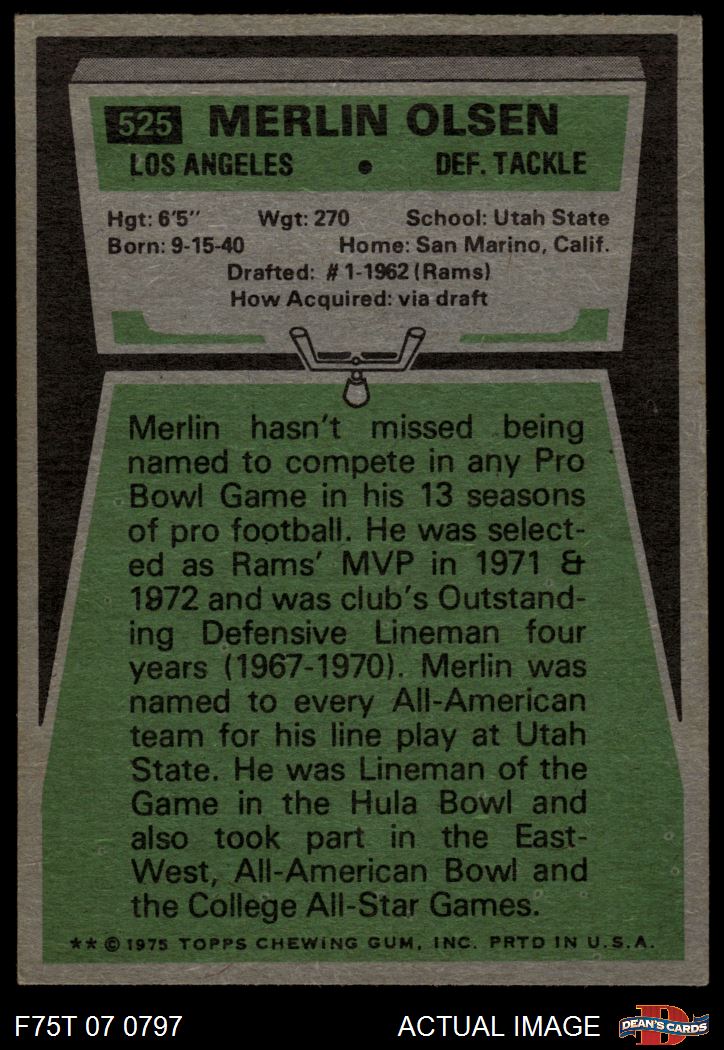 525 MERLIN OLSEN
LOS ANGELES • DEF. TACKLE
Hgt: 6'5" Wgt: 270 School: Utah State
Born: 9-15-40 Home: San Marino, Calif.
Drafted: #1-1962 (Rams)
How Acquired: via draft
Merlin hasn't missed being
named to compete in any Pro
Bowl Game in his 13 seasons
of pro football. He was select-
ed as Rams' MVP in 1971 &
1972 and was club's Outstand-
ing Defensive Lineman four
years (1967-1970). Merlin was
named to every All-American
team for his line play at Utah
State. He was Lineman of the
Game in the Hula Bowl and
also took part in the East-
West, All-American Bowl and
the College All-Star Games.
**© 1975 TOPPS CHEWING GUM, INC. PRTD IN U.S.A.
F75T 07 0797 ACTUAL IMAGE
D
DEAN'S CARDS